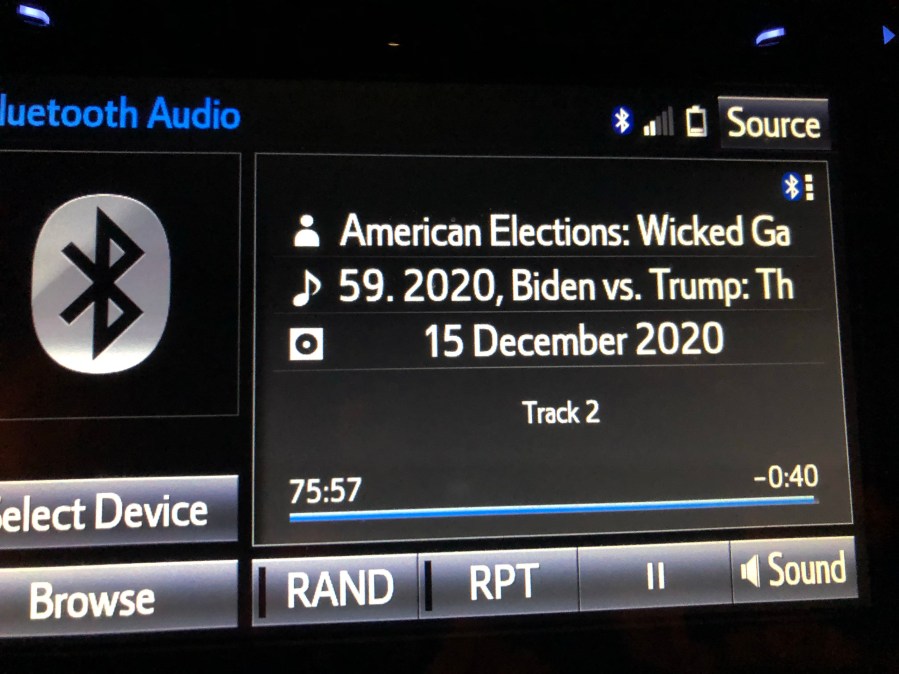 luetooth Audio
Source
American Elections: Wicked Ga
59. 2020, Biden vs. Trump: Th
15 December 2020
Track 2
75:57
-0:40
elect Device
Browse
RAND
RPT
Sound